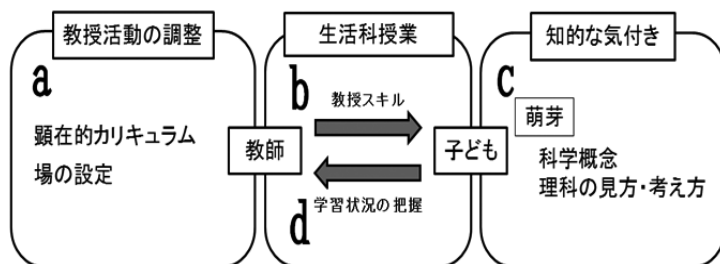 教授活動の調整
a
顕在的カリキュラム
場の設定
教師
生活科授業
b
教授スキル
学習状況の把握
d
子ども
知的な気付き
c
萌芽
科学概念
理科の見方・考え方